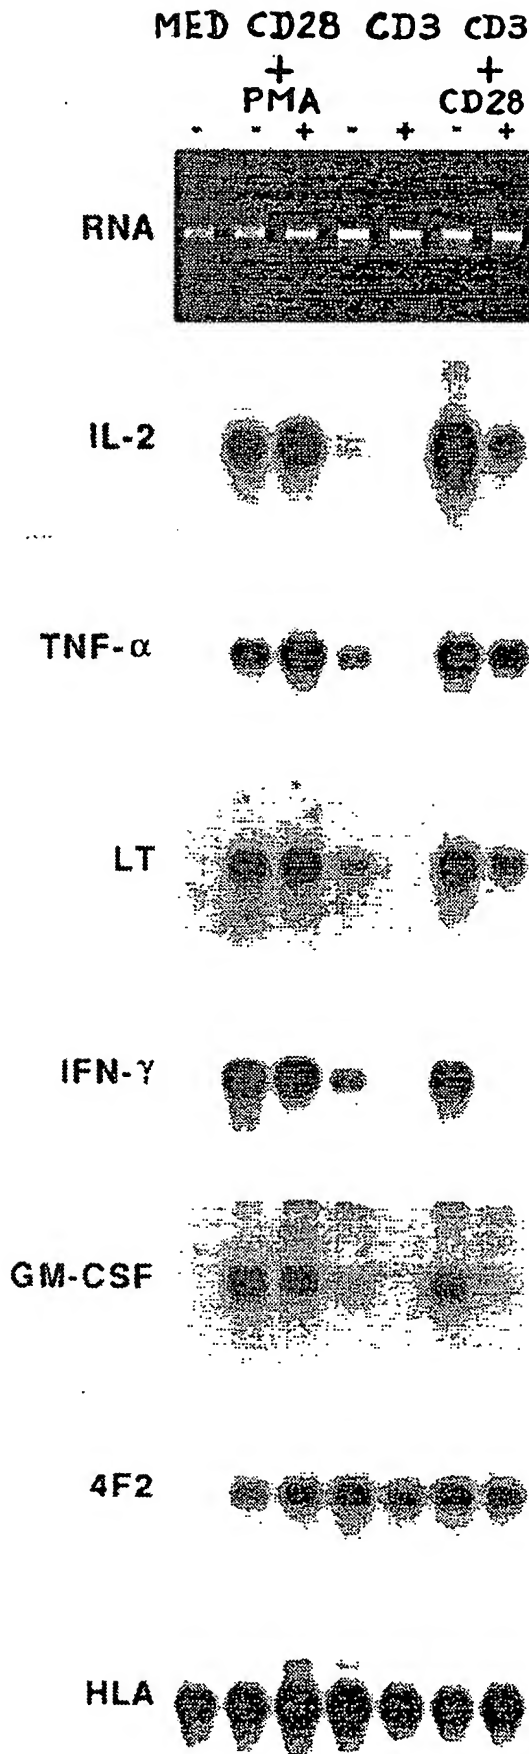 MED CD28 CD3 CD3
+ +
PMA CD28
- - + - + - +
RNA
IL-2
TNF-α
LT
IFN-γ
GM-CSF
4F2
HLA